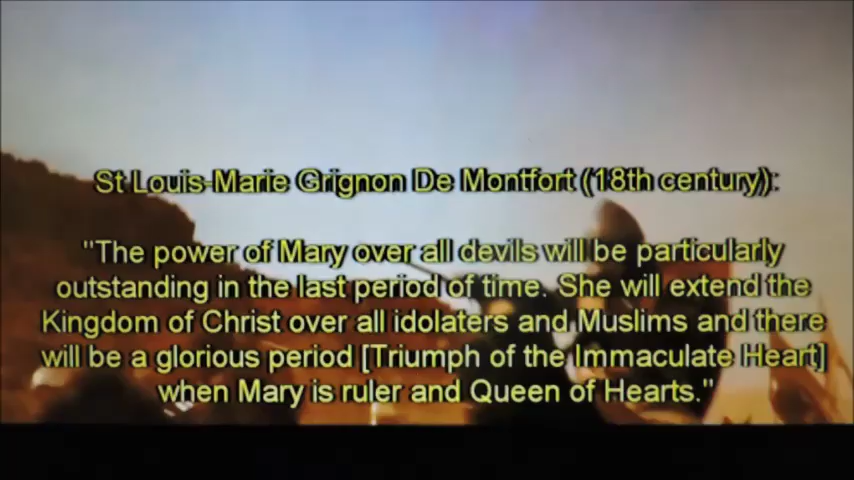 St Louis-Marie Grignon De Montfort (18th century):
"The power of Mary over all devils will be particularly
outstanding in the last period of time. She will extend the
Kingdom of Christ over all idolaters and Muslims and there
will be a glorious period [Triumph of the Immaculate Heart]
when Mary is ruler and Queen of Hearts."